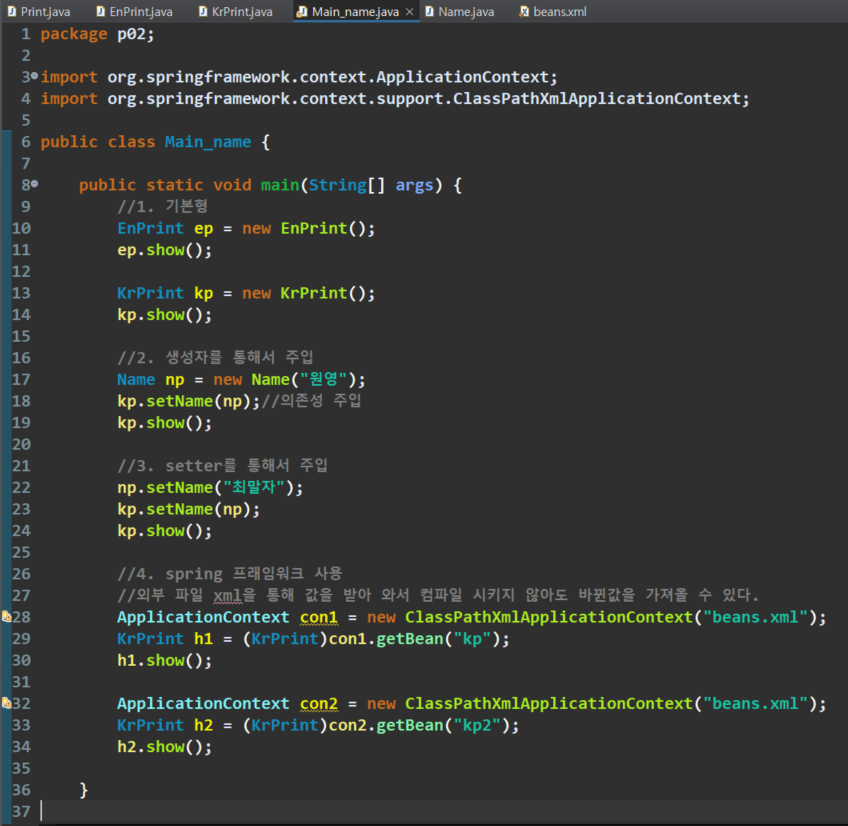 Print.java EnPrint.java KrPrint.java Main_name.java Name.java beans.xml
1 package p02;
2
3 import org.springframework.context.ApplicationContext;
4 import org.springframework.context.support.ClassPathXmlApplicationContext;
5
6 public class Main_name {
7
8 public static void main(String[] args) {
9 //1. 기본형
10 EnPrint ep = new EnPrint();
11 ep.show();
12
13 KrPrint kp = new KrPrint();
14 kp.show();
15
16 //2. 생성자를 통해서 주입
17 Name np = new Name("원영");
18 kp.setName(np);//의존성 주입
19 kp.show();
20
21 //3. setter를 통해서 주입
22 np.setName("최말자");
23 kp.setName(np);
24 kp.show();
25
26 //4. spring 프래임워크 사용
27 //외부 파일 xml을 통해 값을 받아 와서 컴파일 시키지 않아도 바뀐값을 가져올 수 있다.
28 ApplicationContext con1 = new ClassPathXmlApplicationContext("beans.xml");
29 KrPrint h1 = (KrPrint)con1.getBean("kp");
30 h1.show();
31
32 ApplicationContext con2 = new ClassPathXmlApplicationContext("beans.xml");
33 KrPrint h2 = (KrPrint)con2.getBean("kp2");
34 h2.show();
35
36 }
37